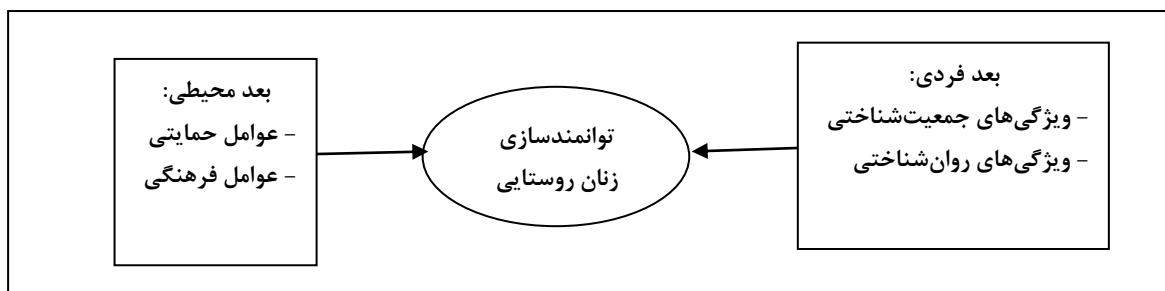 بعد فردی:
- ویژگی‌های جمعیت‌شناختی
- ویژگی‌های روان‌شناختی
توانمندسازی
زنان روستایی
بعد محیطی:
- عوامل حمایتی
- عوامل فرهنگی